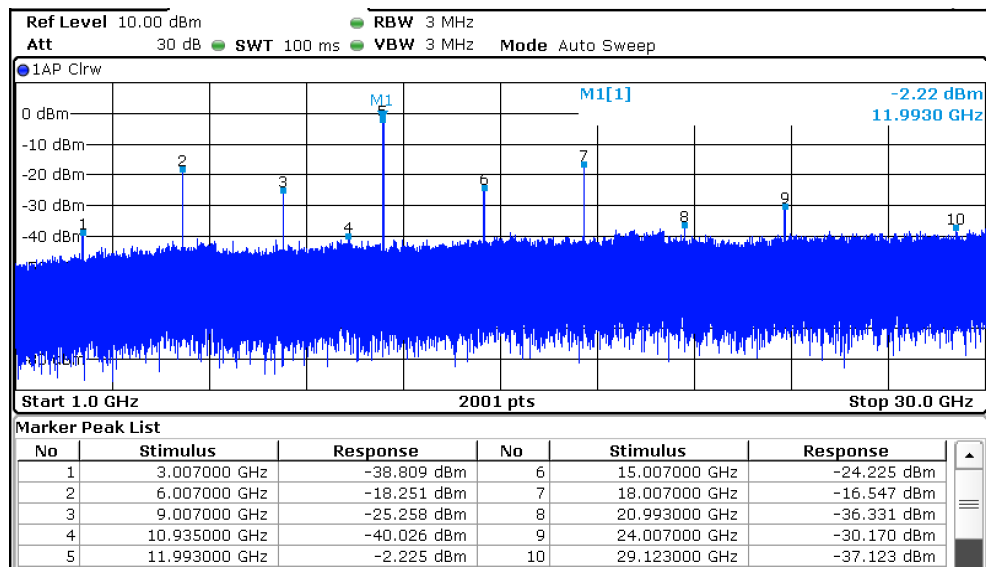 Ref Level 10.00 dBm RBW 3 MHz
Att 30 dB SWT 100 ms VBW 3 MHz Mode Auto Sweep
1AP Clrw
M1[1] -2.22 dBm
11.9930 GHz
M1
0 dBm
5
-10 dBm
2
7
-20 dBm
3
6
-30 dBm
9
1
4
8
10
-40 dBm
Start 1.0 GHz 2001 pts Stop 30.0 GHz
Marker Peak List
No Stimulus Response No Stimulus Response
1 3.007000 GHz -38.809 dBm 6 15.007000 GHz -24.225 dBm
2 6.007000 GHz -18.251 dBm 7 18.007000 GHz -16.547 dBm
3 9.007000 GHz -25.258 dBm 8 20.993000 GHz -36.331 dBm
4 10.935000 GHz -40.026 dBm 9 24.007000 GHz -30.170 dBm
5 11.993000 GHz -2.225 dBm 10 29.123000 GHz -37.123 dBm